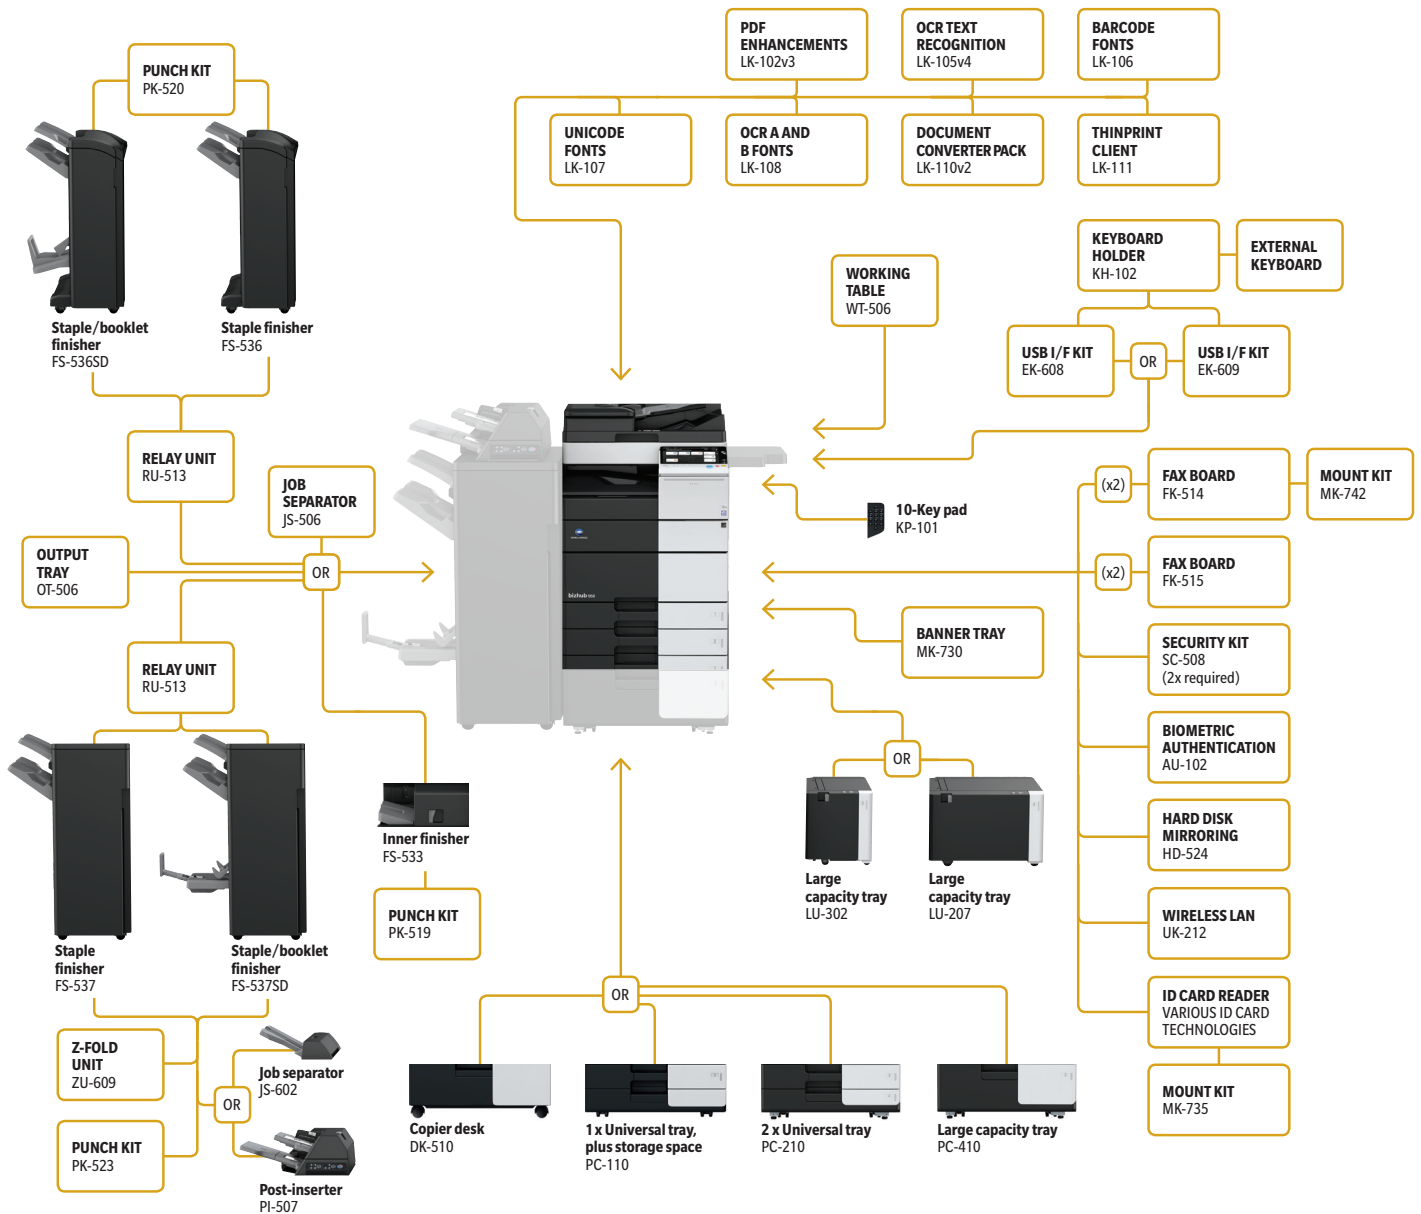 PDF
ENHANCEMENTS
LK-102v3
OCR TEXT
RECOGNITION
LK-105v4
BARCODE
FONTS
LK-106
PUNCH KIT
PK-520
UNICODE
FONTS
LK-107
OCR A AND
B FONTS
LK-108
DOCUMENT
CONVERTER PACK
LK-110v2
THINPRINT
CLIENT
LK-111
KEYBOARD
HOLDER
KH-102
EXTERNAL
KEYBOARD
WORKING
TABLE
WT-506
Staple/booklet
finisher
FS-536SD
Staple finisher
FS-536
USB I/F KIT
EK-608
OR
USB I/F KIT
EK-609
RELAY UNIT
RU-513
JOB
SEPARATOR
JS-506
(x2)
FAX BOARD
FK-514
MOUNT KIT
MK-742
10-Key pad
KP-101
OUTPUT
TRAY
OT-506
OR
(x2)
FAX BOARD
FK-515
bizhub
BANNER TRAY
MK-730
SECURITY KIT
SC-508
(2x required)
RELAY UNIT
RU-513
BIOMETRIC
AUTHENTICATION
AU-102
OR
HARD DISK
MIRRORING
HD-524
Inner finisher
FS-533
Large
capacity tray
LU-302
Large
capacity tray
LU-207
PUNCH KIT
PK-519
WIRELESS LAN
UK-212
Staple
finisher
FS-537
Staple/booklet
finisher
FS-537SD
OR
ID CARD READER
VARIOUS ID CARD
TECHNOLOGIES
Z-FOLD
UNIT
ZU-609
Job separator
JS-602
OR
MOUNT KIT
MK-735
Copier desk
DK-510
1 x Universal tray,
plus storage space
PC-110
2 x Universal tray
PC-210
Large capacity tray
PC-410
PUNCH KIT
PK-523
Post-inserter
PI-507